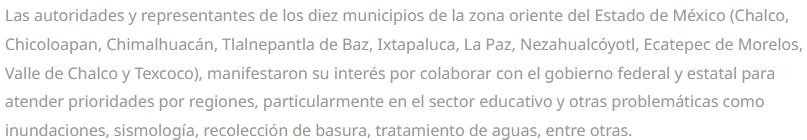 Las autoridades y representantes de los diez municipios de la zona oriente del Estado de México (Chalco,
Chicoloapan, Chimalhuacán, Tlalnepantla de Baz, Ixtapaluca, La Paz, Nezahualcóyotl, Ecatepec de Morelos,
Valle de Chalco y Texcoco), manifestaron su interés por colaborar con el gobierno federal y estatal para
atender prioridades por regiones, particularmente en el sector educativo y otras problemáticas como
inundaciones, sismología, recolección de basura, tratamiento de aguas, entre otras.